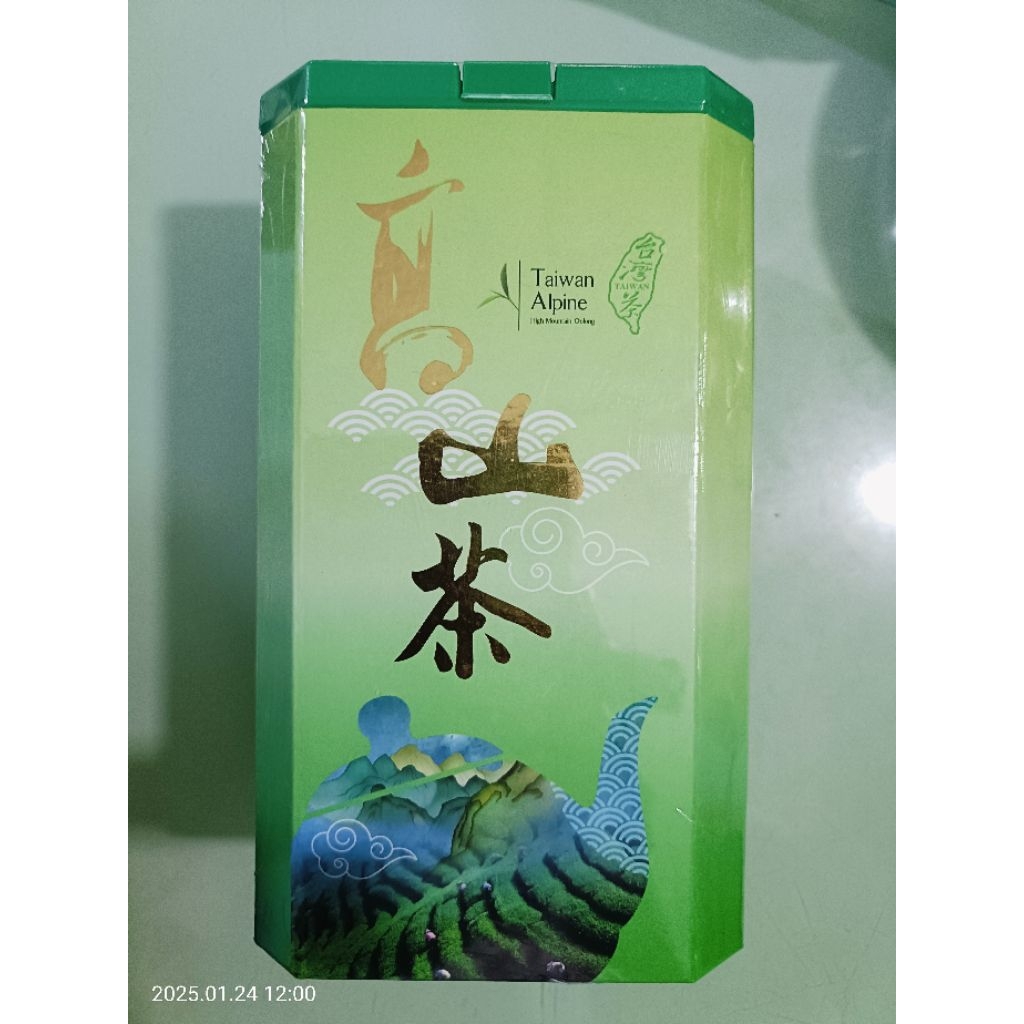 高
山
茶
Taiwan
Alpine
High Mountain Oolong
台
灣
TAIWAN
茶
2025.01.24 12:00